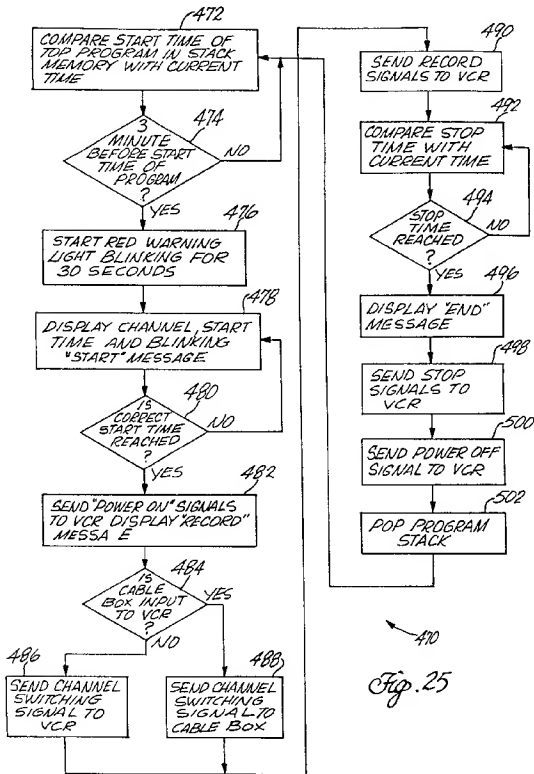 472
COMPARE START TIME OF
TOP PROGRAM IN STACK
MEMORY WITH CURRENT
TIME
474
3
MINUTE
BEFORE START
TIME OF
PROGRAM
?
NO
YES
476
START RED WARNING
LIGHT BLINKING FOR
30 SECONDS
478
DISPLAY CHANNEL, START
TIME AND BLINKING
"START" MESSAGE
480
IS
CORRECT
START TIME
REACHED
?
NO
YES
482
SEND "POWER ON" SIGNALS
TO VCR DISPLAY "RECORD"
MESSA E
484
IS
CABLE
BOX INPUT
TO VCR
?
YES
NO
486
SEND CHANNEL
SWITCHING
SIGNAL TO
VCR
488
SEND CHANNEL
SWITCHING
SIGNAL TO
CABLE BOX
490
SEND RECORD
SIGNALS TO VCR
492
COMPARE STOP
TIME WITH
CURRENT TIME
494
STOP
TIME
REACHED
?
NO
YES
496
DISPLAY "END"
MESSAGE
498
SEND STOP
SIGNALS TO
VCR
500
SEND POWER OFF
SIGNAL TO VCR
502
POP PROGRAM
STACK
470
Fig. 25